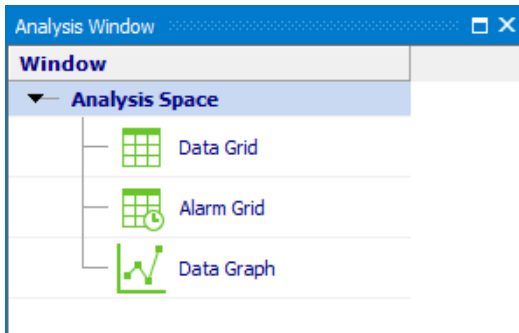 Analysis Window
Window
Analysis Space
Data Grid
Alarm Grid
Data Graph